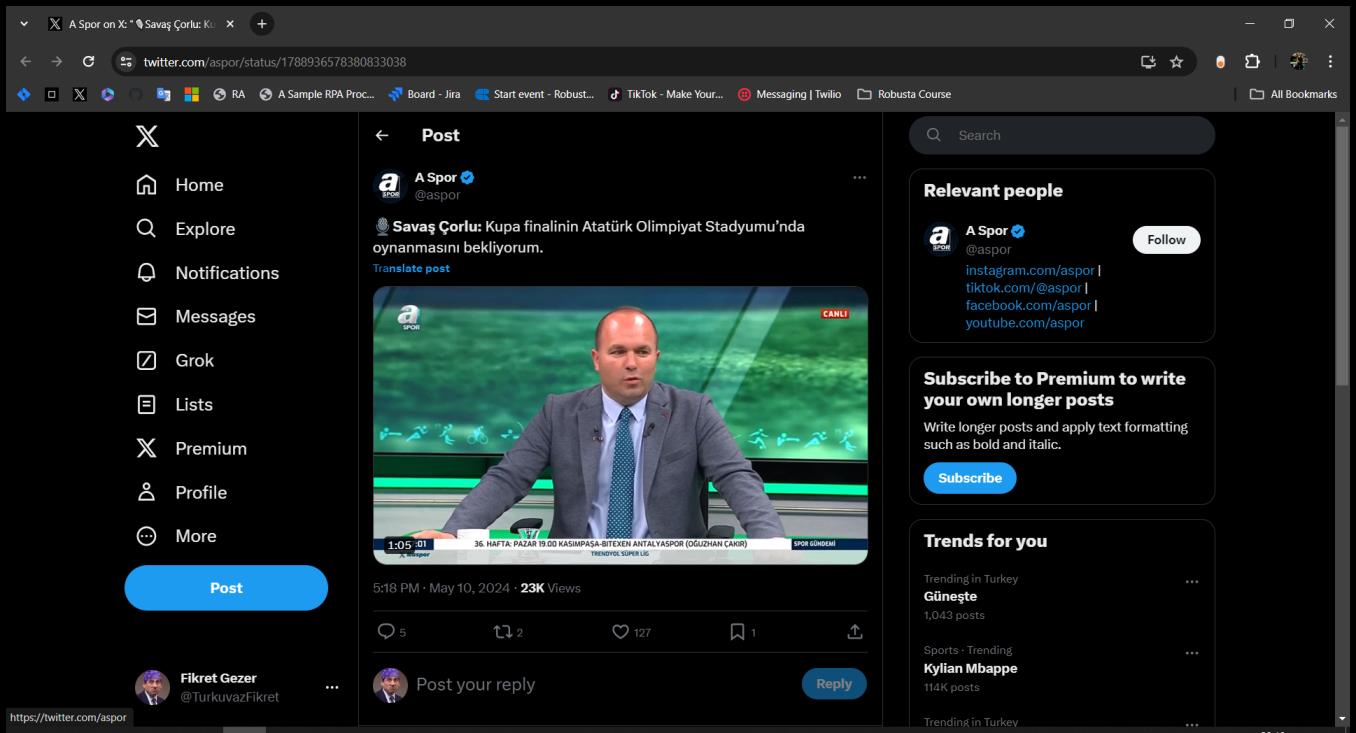 A Spor on X: "🎙Savaş Çorlu: Ku
twitter.com/aspor/status/1788936578380833038
RA
A Sample RPA Proc...
Board - Jira
Start event - Robust...
TikTok - Make Your...
Messaging | Twilio
Robusta Course
All Bookmarks
Home
Explore
Notifications
Messages
Grok
Lists
Premium
Profile
More
Post
Fikret Gezer
@TurkuvazFikret
https://twitter.com/aspor
Post
A Spor
@aspor
🎙Savaş Çorlu: Kupa finalinin Atatürk Olimpiyat Stadyumu’nda
oynanmasını bekliyorum.
Translate post
a
SPOR
CANLI
1:05
:01
36. HAFTA: PAZAR 19.00 KASIMPAŞA-BITEXEN ANTALYASPOR (OĞUZHAN ÇAKIR)
SPOR GÜNDEMİ
TRENDYOL SÜPER LİG
5:18 PM · May 10, 2024 · 23K Views
5
2
127
1
Post your reply
Reply
Search
Relevant people
A Spor
@aspor
Follow
instagram.com/aspor |
tiktok.com/@aspor |
facebook.com/aspor |
youtube.com/aspor
Subscribe to Premium to write
your own longer posts
Write longer posts and apply text formatting
such as bold and italic.
Subscribe
Trends for you
Trending in Turkey
Güneşte
1,043 posts
Sports · Trending
Kylian Mbappe
114K posts
Trending in Turkey